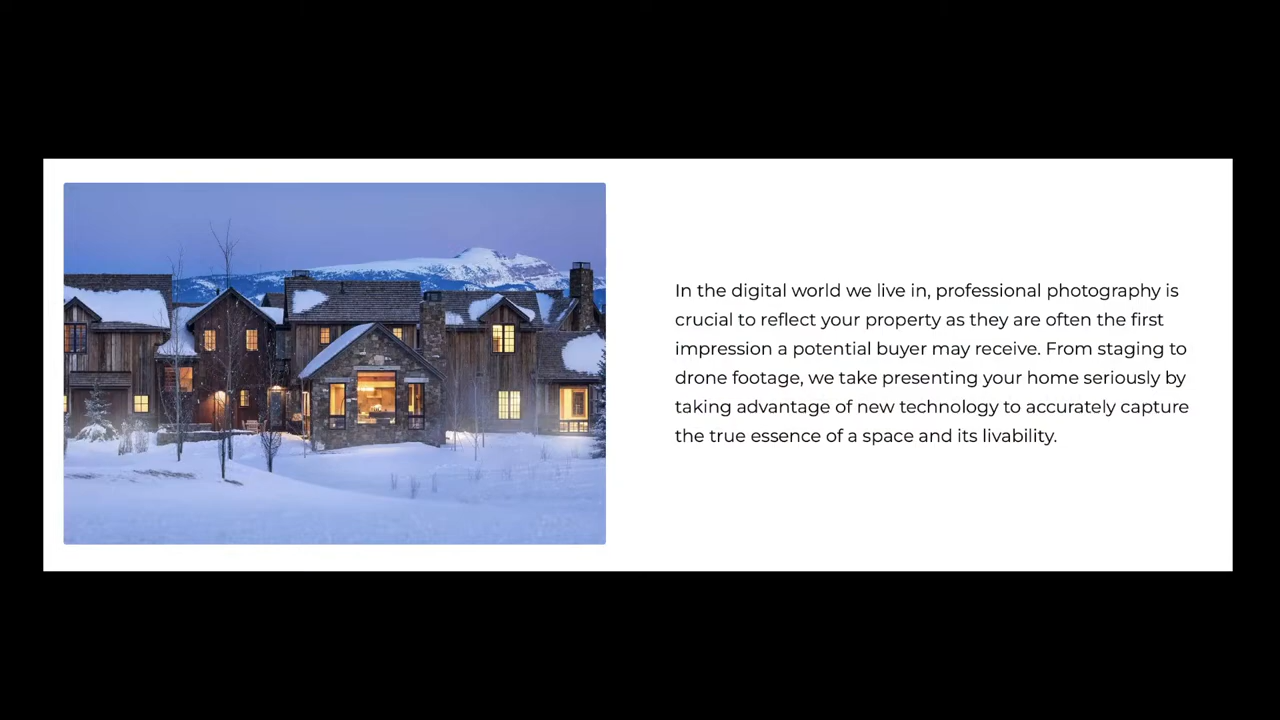 In the digital world we live in, professional photography is
crucial to reflect your property as they are often the first
impression a potential buyer may receive. From staging to
drone footage, we take presenting your home seriously by
taking advantage of new technology to accurately capture
the true essence of a space and its livability.